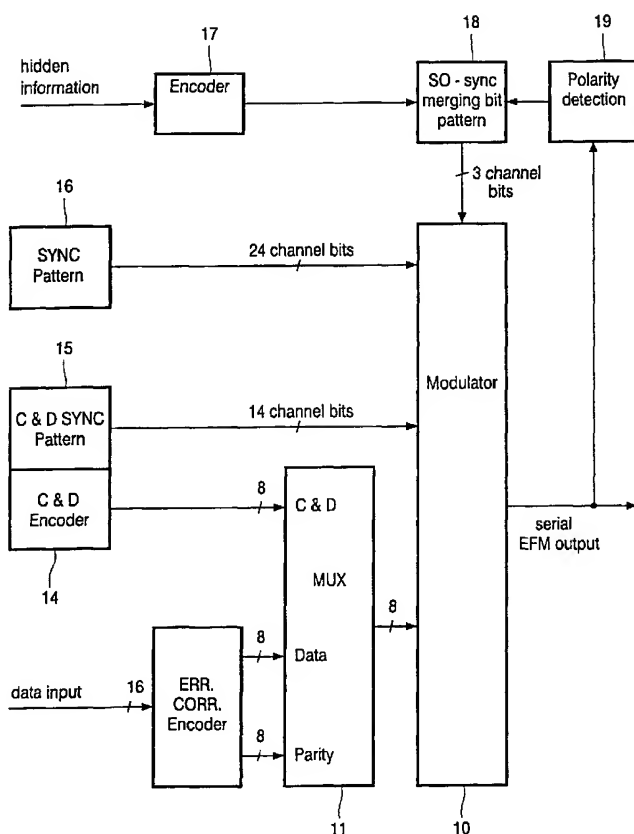 17
18
19
hidden
information
Encoder
SO - sync
merging bit
pattern
Polarity
detection
3 channel
bits
16
SYNC
Pattern
24 channel bits
15
C & D SYNC
Pattern
14 channel bits
Modulator
C & D
Encoder
8
C & D
14
MUX
8
serial
EFM output
8
Data
data input
16
ERR.
CORR.
Encoder
8
Parity
11
10